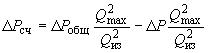 ΔP_сч = ΔP_общ Q²_max / Q²_из − ΔP Q²_max / Q²_из